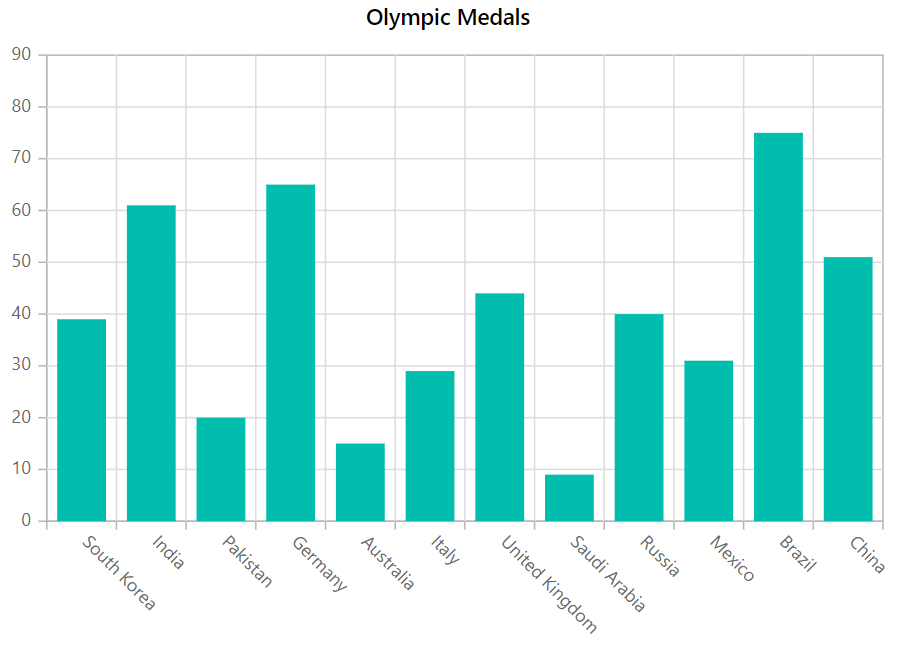 Olympic Medals
90
80
70
60
50
40
30
20
10
0
South Korea
India
Pakistan
Germany
Australia
Italy
United Kingdom
Saudi Arabia
Russia
Mexico
Brazil
China